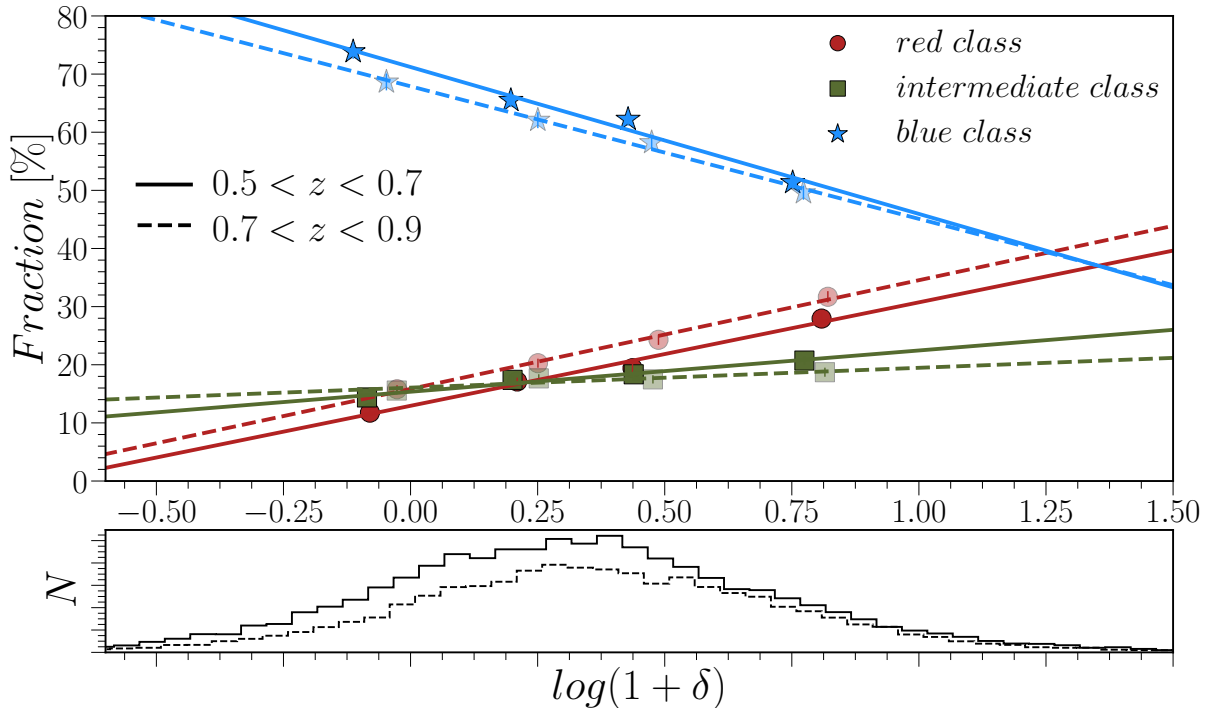 80
70
60
50
40
30
20
10
0
Fraction [%]
red class
intermediate class
blue class
0.5 < z < 0.7
0.7 < z < 0.9
−0.50 −0.25 0.00 0.25 0.50 0.75 1.00 1.25 1.50
N
log(1 + δ)